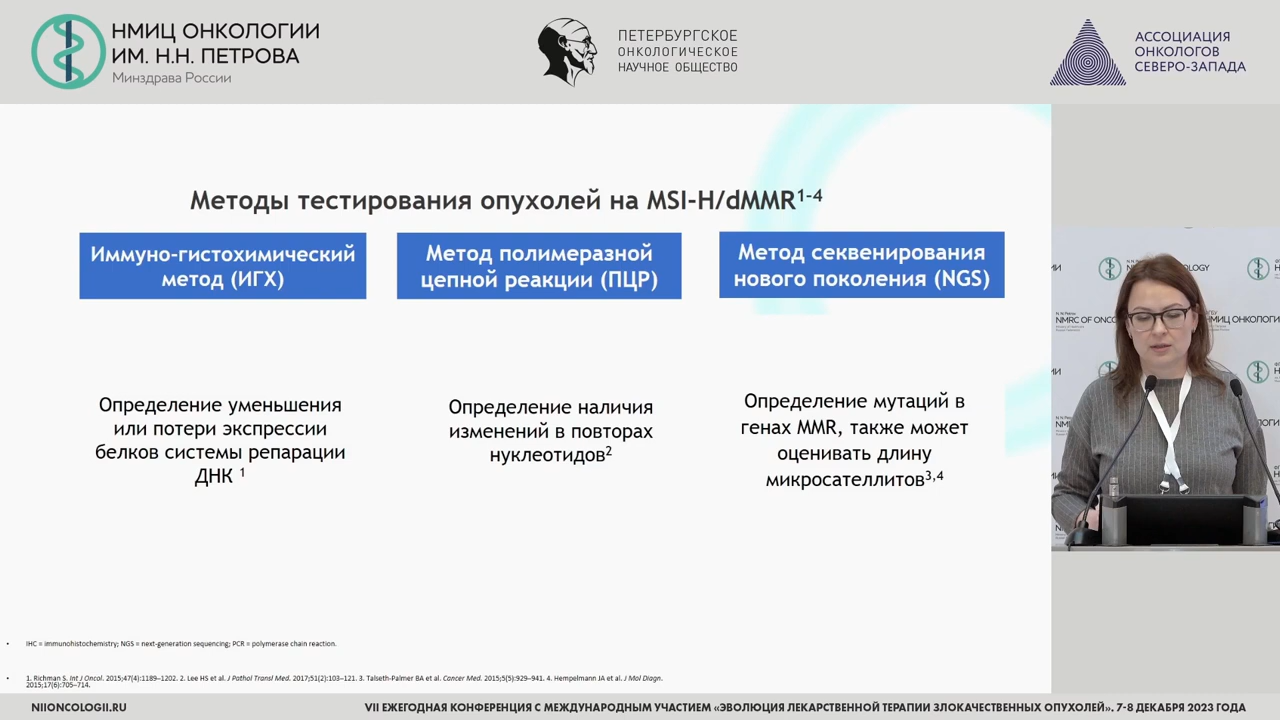 НМИЦ ОНКОЛОГИИ
ИМ. Н.Н. ПЕТРОВА
Минздрава России
ПЕТЕРБУРГСКОЕ
ОНКОЛОГИЧЕСКОЕ
НАУЧНОЕ ОБЩЕСТВО
АССОЦИАЦИЯ
ОНКОЛОГОВ
СЕВЕРО-ЗАПАДА
Методы тестирования опухолей на MSI-H/dMMR1-4
Иммуно-гистохимический
метод (ИГХ)
Метод полимеразной
цепной реакции (ПЦР)
Метод секвенирования
нового поколения (NGS)
Определение уменьшения
или потери экспрессии
белков системы репарации
ДНК 1
Определение наличия
изменений в повторах
нуклеотидов2
Определение мутаций в
генах MMR, также может
оценивать длину
микросателлитов3,4
• IHC = immunohistochemistry; NGS = next-generation sequencing; PCR = polymerase chain reaction.
• 1. Richman S. Int J Oncol. 2015;47(4):1189–1202. 2. Lee HS et al. J Pathol Transl Med. 2017;51(2):103–121. 3. Talseth-Palmer BA et al. Cancer Med. 2015;5(5):929–941. 4. Hempelmann JA et al. J Mol Diagn.
2015;17(6):705–714.
NIIONCOLOGII.RU
VII ЕЖЕГОДНАЯ КОНФЕРЕНЦИЯ С МЕЖДУНАРОДНЫМ УЧАСТИЕМ «ЭВОЛЮЦИЯ ЛЕКАРСТВЕННОЙ ТЕРАПИИ ЗЛОКАЧЕСТВЕННЫХ ОПУХОЛЕЙ». 7-8 ДЕКАБРЯ 2023 ГОДА